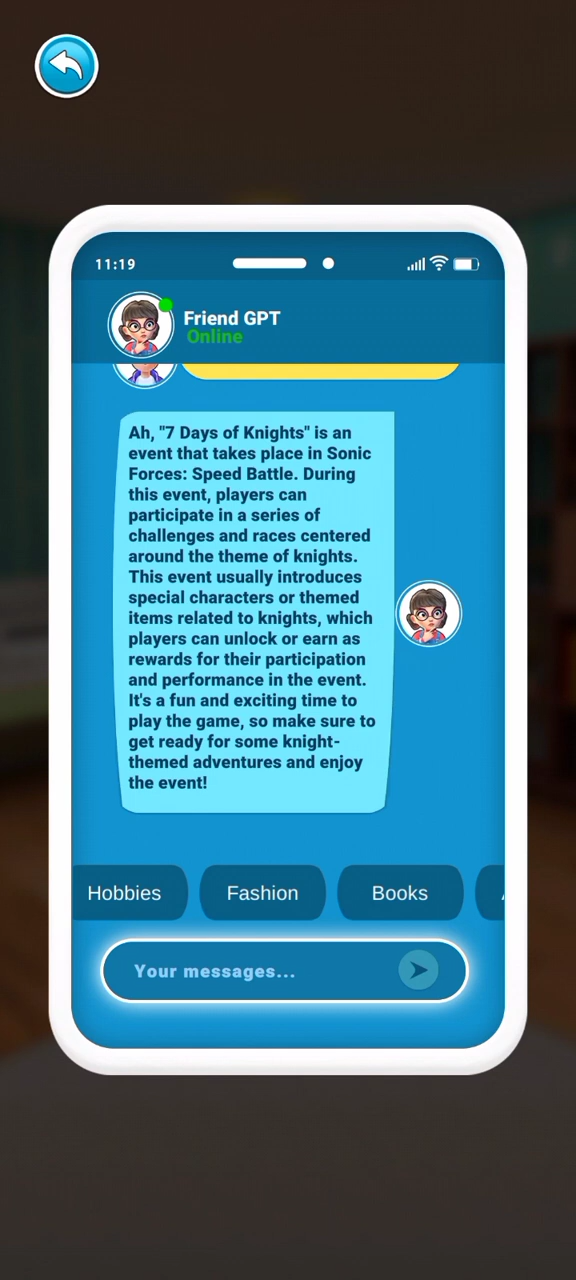 11:19
Friend GPT
Online
Ah, "7 Days of Knights" is an
event that takes place in Sonic
Forces: Speed Battle. During
this event, players can
participate in a series of
challenges and races centered
around the theme of knights.
This event usually introduces
special characters or themed
items related to knights, which
players can unlock or earn as
rewards for their participation
and performance in the event.
It's a fun and exciting time to
play the game, so make sure to
get ready for some knight-
themed adventures and enjoy
the event!
Hobbies
Fashion
Books
Your messages...